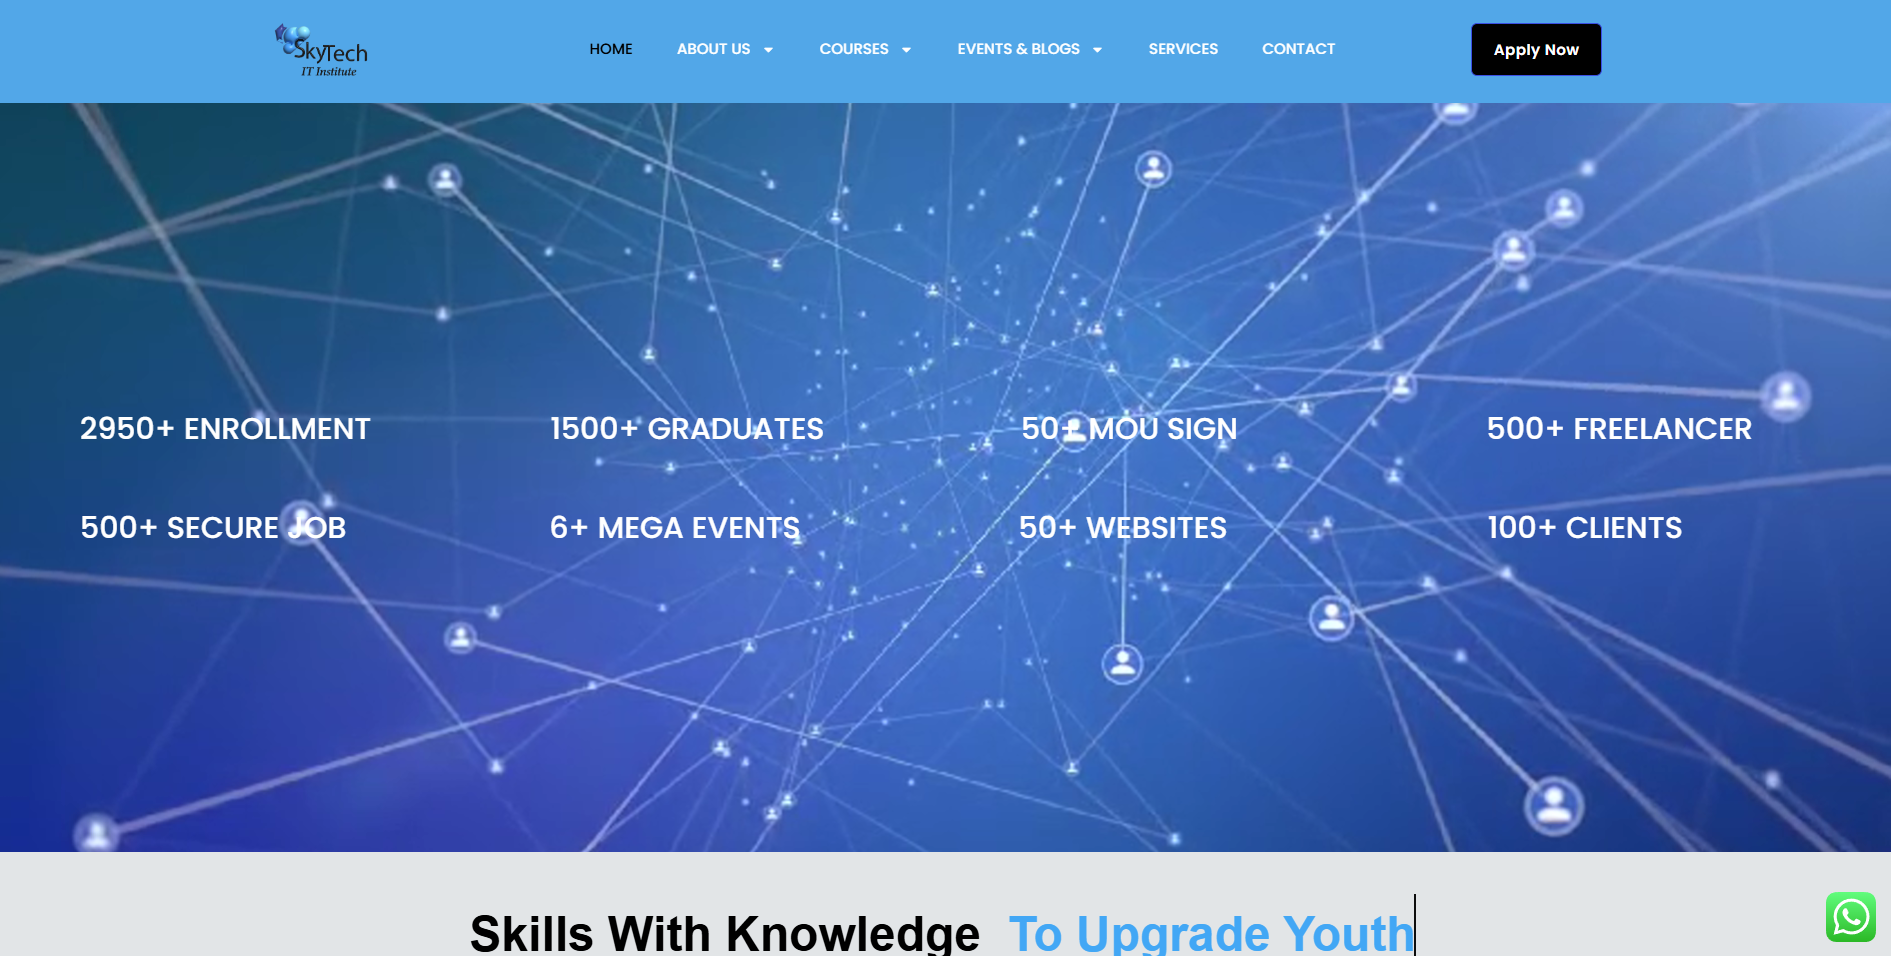 SkyTech
IT Institute
HOME ABOUT US COURSES EVENTS & BLOGS SERVICES CONTACT
Apply Now
2950+ ENROLLMENT 1500+ GRADUATES 50+ MOU SIGN 500+ FREELANCER
500+ SECURE JOB 6+ MEGA EVENTS 50+ WEBSITES 100+ CLIENTS
Skills With Knowledge To Upgrade Youth